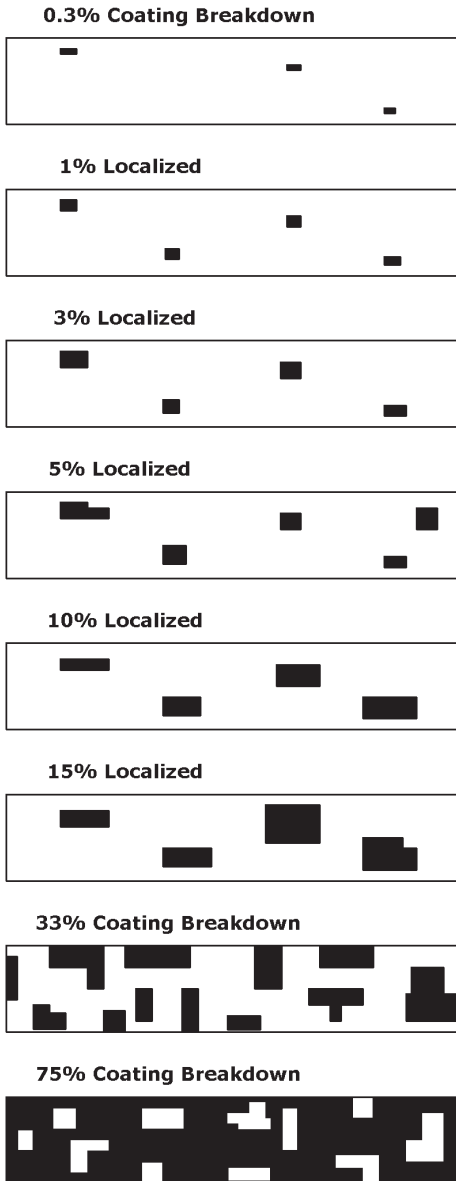 0.3% Coating Breakdown
1% Localized
3% Localized
5% Localized
10% Localized
15% Localized
33% Coating Breakdown
75% Coating Breakdown